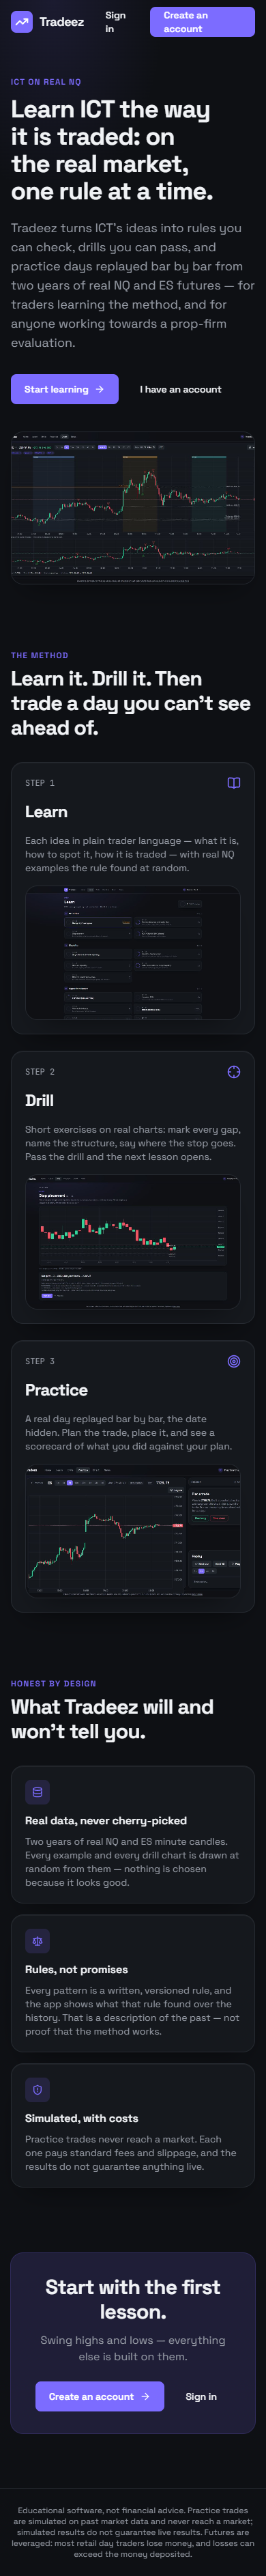 Tradeez
Sign in
Create an account
ICT ON REAL NQ
Learn ICT the way
it is traded: on
the real market,
one rule at a time.
Tradeez turns ICT's ideas into rules you
can check, drills you can pass, and
practice days replayed bar by bar from
two years of real NQ and ES futures — for
traders learning the method, and for
anyone working towards a prop-firm
evaluation.
Start learning
I have an account
THE METHOD
Learn it. Drill it. Then
trade a day you can't see
ahead of.
STEP 1
Learn
Each idea in plain trader language — what it is,
how to spot it, how it is traded — with real NQ
examples the rule found at random.
Learn
STEP 2
Drill
Short exercises on real charts: mark every gap,
name the structure, say where the stop goes.
Pass the drill and the next lesson opens.
Stop placement
STEP 3
Practice
A real day replayed bar by bar, the date
hidden. Plan the trade, place it, and see a
scorecard of what you did against your plan.
HONEST BY DESIGN
What Tradeez will and
won't tell you.
Real data, never cherry-picked
Two years of real NQ and ES minute candles.
Every example and every drill chart is drawn at
random from them — nothing is chosen
because it looks good.
Rules, not promises
Every pattern is a written, versioned rule, and
the app shows what that rule found over the
history. That is a description of the past — not
proof that the method works.
Simulated, with costs
Practice trades never reach a market. Each
one pays standard fees and slippage, and the
results do not guarantee anything live.
Start with the first
lesson.
Swing highs and lows — everything
else is built on them.
Create an account
Sign in
Educational software, not financial advice. Practice trades
are simulated on past market data and never reach a market;
simulated results do not guarantee live results. Futures are
leveraged: most retail day traders lose money, and losses can
exceed the money deposited.